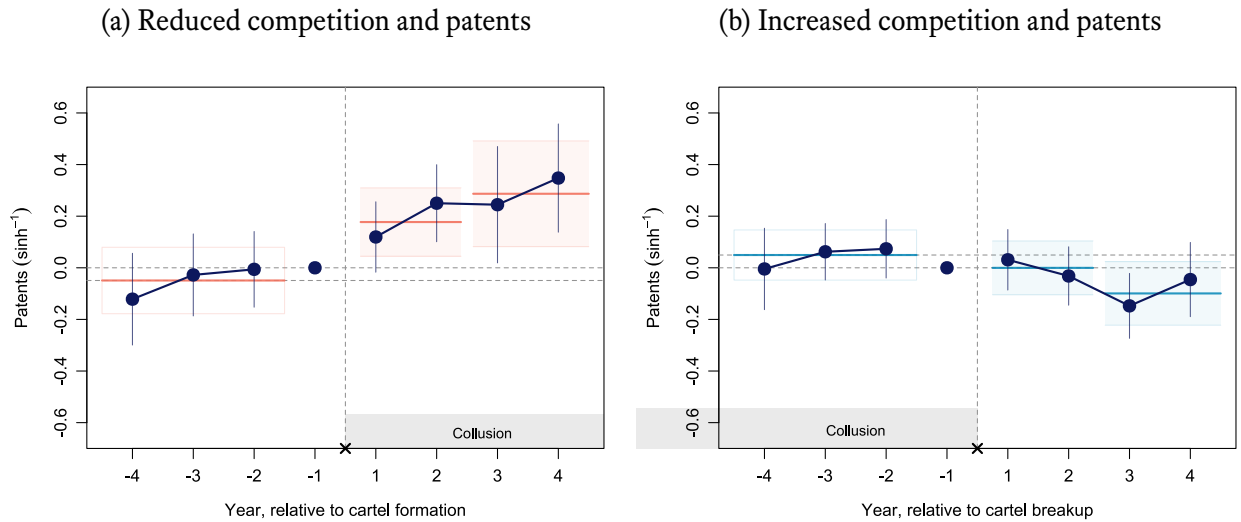 (a) Reduced competition and patents
Patents (sinh⁻¹)
0.6
0.4
0.2
0.0
-0.2
-0.4
-0.6
Collusion
-4 -3 -2 -1 1 2 3 4
Year, relative to cartel formation
(b) Increased competition and patents
Patents (sinh⁻¹)
0.6
0.4
0.2
0.0
-0.2
-0.4
-0.6
Collusion
-4 -3 -2 -1 1 2 3 4
Year, relative to cartel breakup